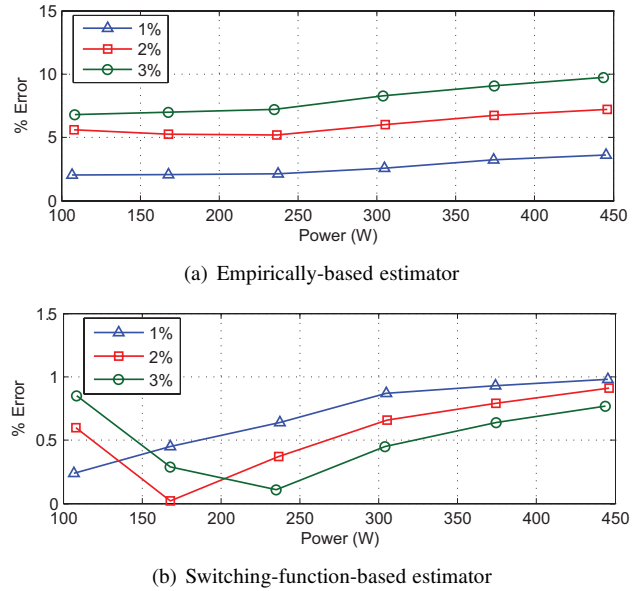 15
10
5
0
% Error
1%
2%
3%
100 150 200 250 300 350 400 450
Power (W)
(a) Empirically-based estimator
1.5
1
0.5
0
% Error
1%
2%
3%
100 150 200 250 300 350 400 450
Power (W)
(b) Switching-function-based estimator